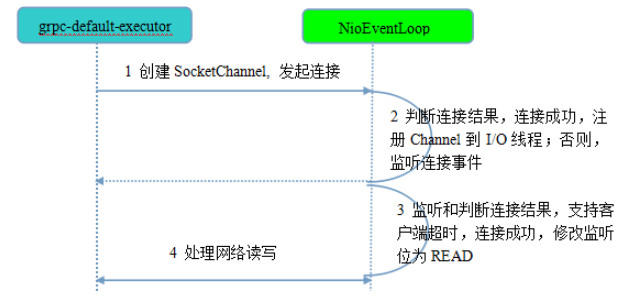 grpc-default-executor
NioEventLoop
1 创建 SocketChannel, 发起连接
2 判断连接结果，连接成功，注
册 Channel 到 I/O 线程；否则，
监听连接事件
3 监听和判断连接结果，支持客
户端超时，连接成功，修改监听
位为 READ
4 处理网络读写